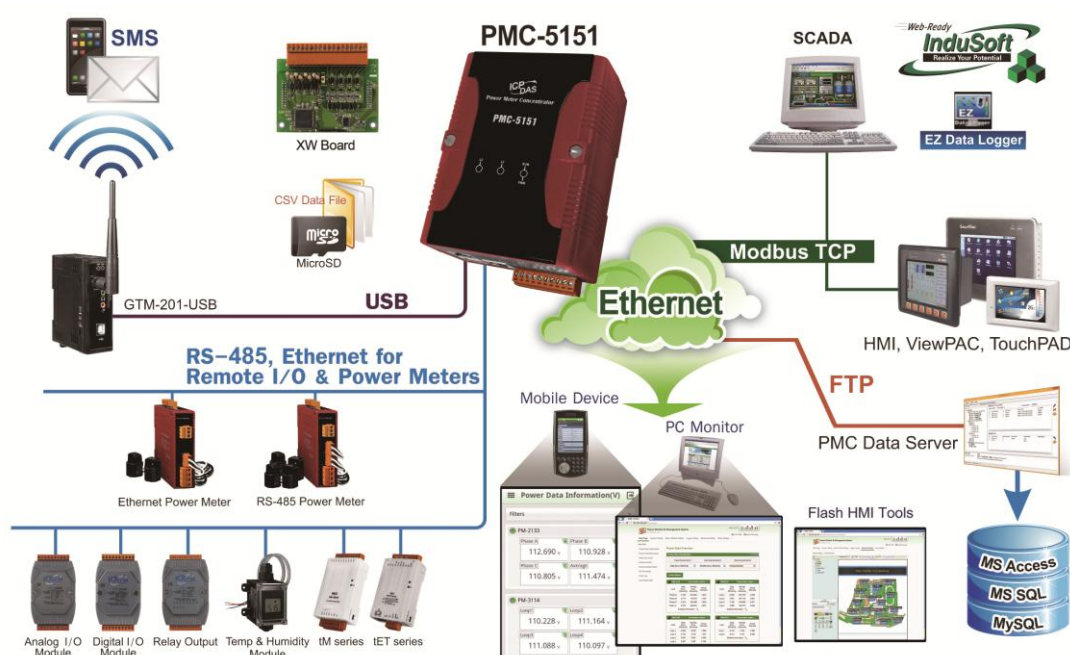 SMS
XW Board
CSV Data File
Micro
SD
MicroSD
GTM-201-USB
USB
PMC-5151
ICP
DAS
Power Meter Concentrator
PMC-5151
SCADA
Web-Ready
InduSoft
Realize Your Potential
EZ
EZ Data Logger
Modbus TCP
Ethernet
HMI, ViewPAC, TouchPAD
FTP
PMC Data Server
MS Access
MS SQL
MySQL
RS-485, Ethernet for
Remote I/O & Power Meters
Ethernet Power Meter
RS-485 Power Meter
Analog I/O
Module
Digital I/O
Module
Relay Output
Temp & Humidity
Module
tM series
tET series
Mobile Device
PC Monitor
Power Data Information(V)
Filters
PM-2133
Phase A
Phase B
112.690 v
110.928 v
Phase C
Average
110.805 v
111.474 v
PM-3114
Loop1
Loop2
110.228 v
111.164 v
Loop3
Loop4
111.088 v
110.097 v
Flash HMI Tools